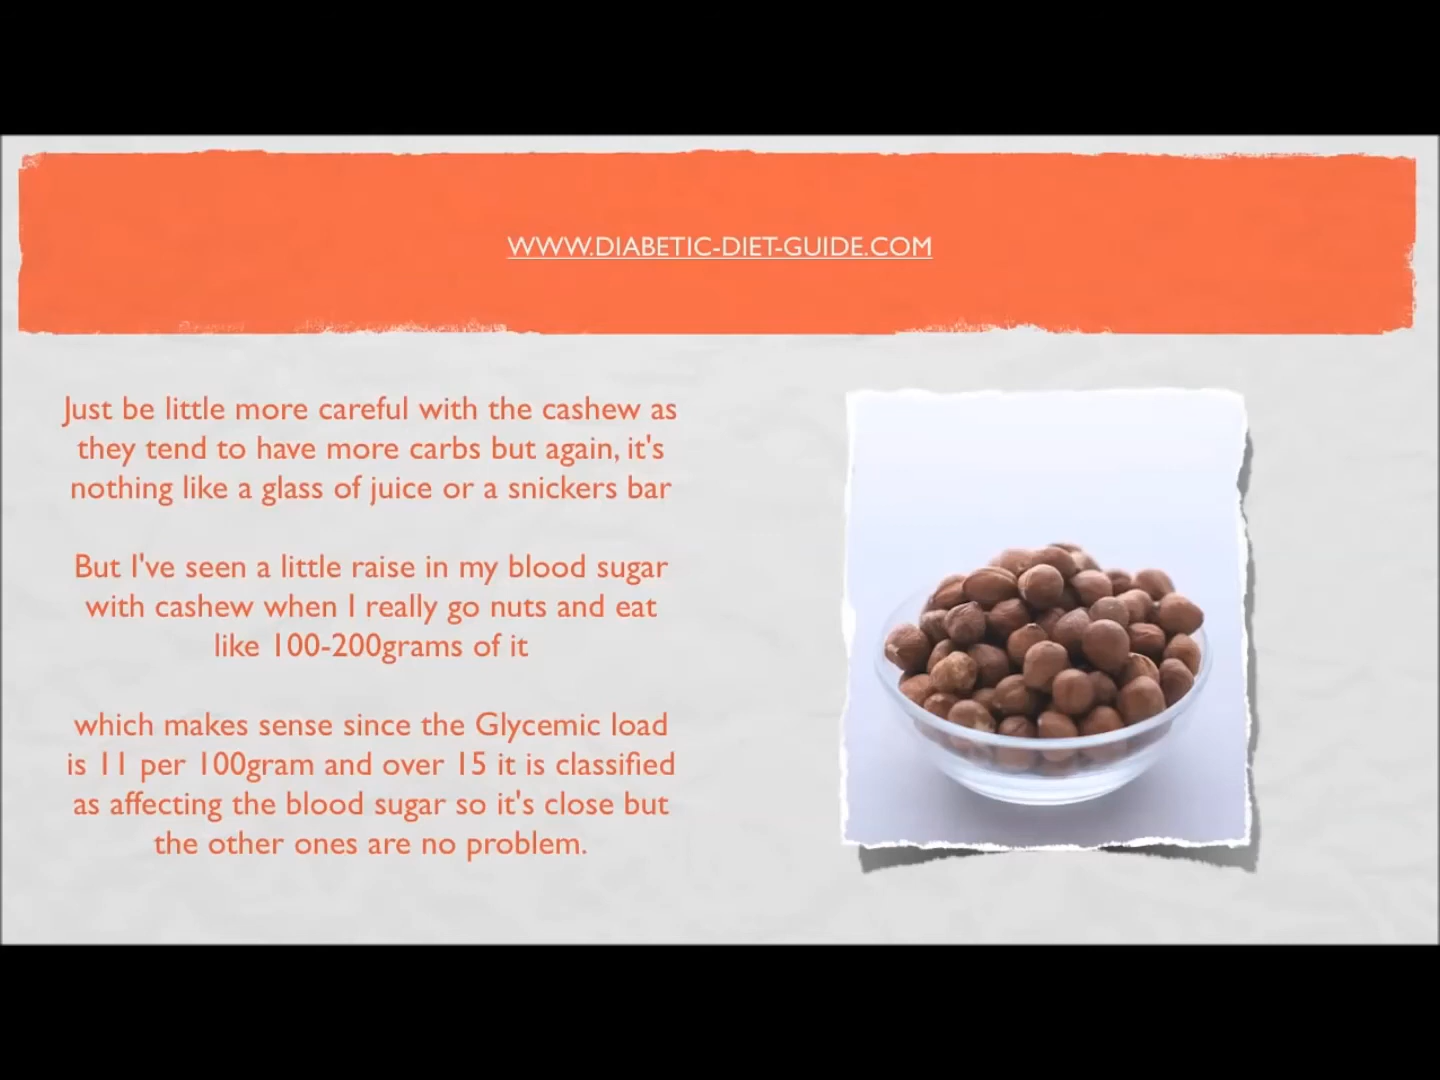 WWW.DIABETIC-DIET-GUIDE.COM
Just be little more careful with the cashew as
they tend to have more carbs but again, it's
nothing like a glass of juice or a snickers bar
But I've seen a little raise in my blood sugar
with cashew when I really go nuts and eat
like 100-200grams of it
which makes sense since the Glycemic load
is 11 per 100gram and over 15 it is classified
as affecting the blood sugar so it's close but
the other ones are no problem.